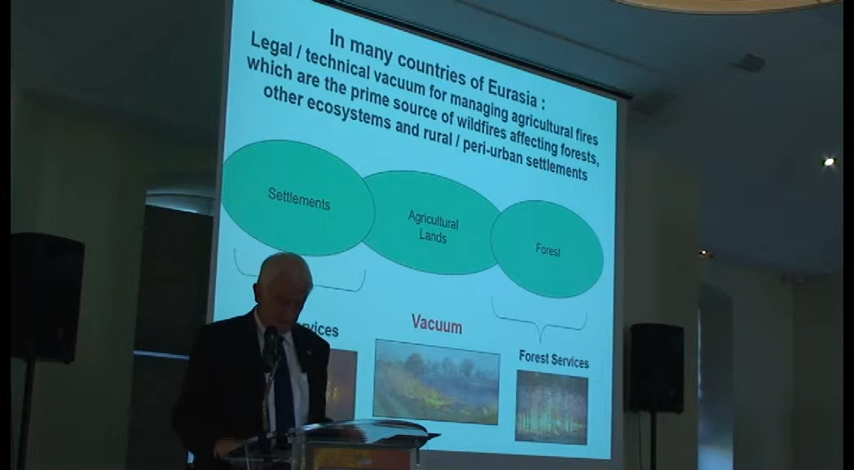 In many countries of Eurasia :
Legal / technical vacuum for managing agricultural fires
which are the prime source of wildfires affecting forests,
other ecosystems and rural / peri-urban settlements
Settlements
Agricultural
Lands
Forest
Vacuum
Forest Services